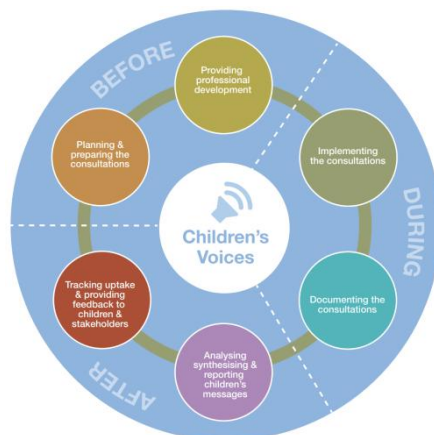 BEFORE
Providing
professional
development
Planning &
preparing the
consultations
Implementing
the consultations
Children's
Voices
DURING
Tracking uptake
& providing
feedback to
children &
stakeholders
Documenting the
consultations
Analysing
synthesising &
reporting
children's
messages
AFTER